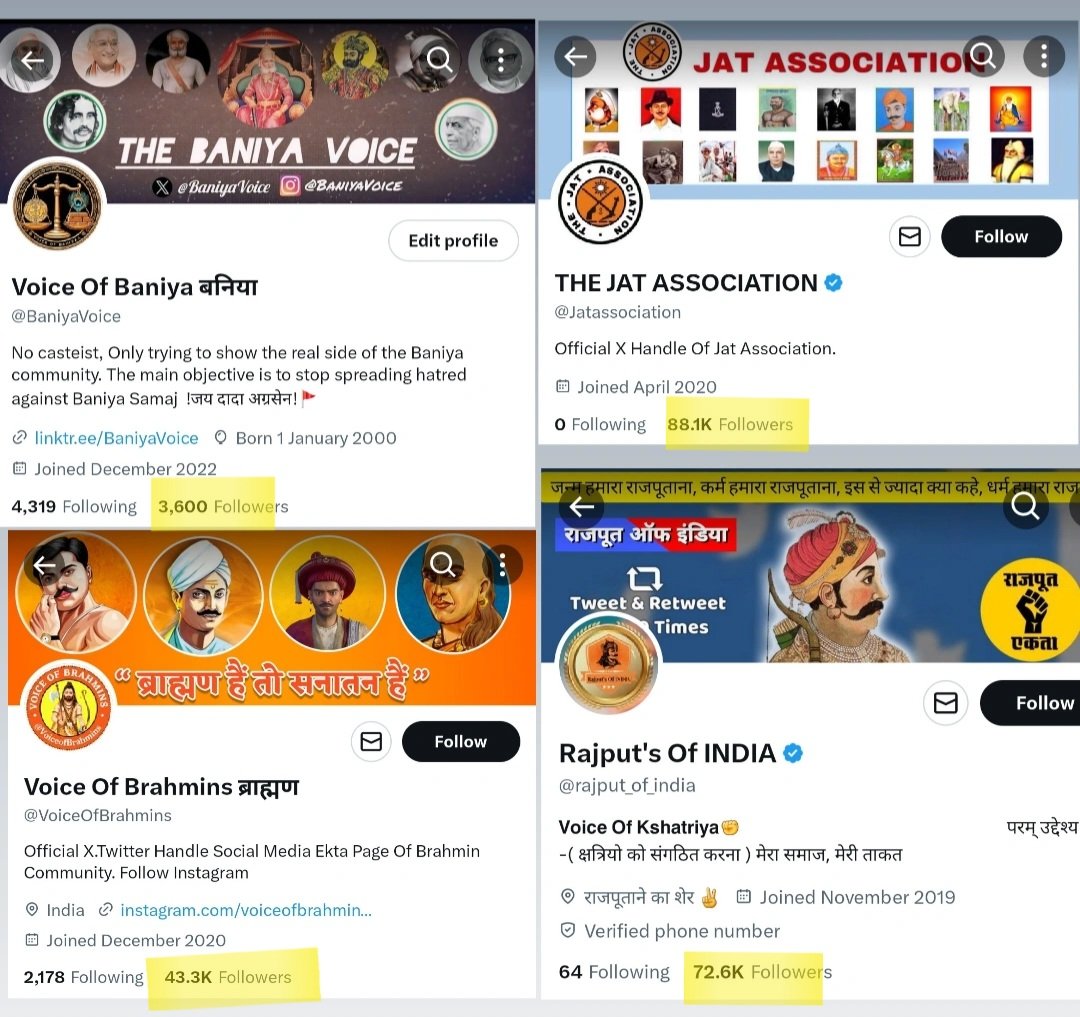 THE BANIYA VOICE
@BaniyaVoice @BANIYAVOICE
Edit profile
Voice Of Baniya बनिया
@BaniyaVoice
No casteist, Only trying to show the real side of the Baniya
community. The main objective is to stop spreading hatred
against Baniya Samaj !जय दादा अग्रसेन!🚩
linktr.ee/BaniyaVoice Born 1 January 2000
Joined December 2022
4,319 Following 3,600 Followers
THE JAT ASSOCIATION
JAT ASSOCIATION
THE JAT ASSOCIATION
Follow
THE JAT ASSOCIATION
@Jatassociation
Official X Handle Of Jat Association.
Joined April 2020
0 Following 88.1K Followers
“ ब्राह्मण हैं तो सनातन हैं ”
VOICE OF BRAHMINS
@VoiceofBrahmins
Follow
Voice Of Brahmins ब्राह्मण
@VoiceOfBrahmins
Official X.Twitter Handle Social Media Ekta Page Of Brahmin
Community. Follow Instagram
India instagram.com/voiceofbrahmin...
Joined December 2020
2,178 Following 43.3K Followers
जन्म हमारा राजपूताना, कर्म हमारा राजपूताना, इस से ज्यादा क्या कहे, धर्म हमारा राज
राजपूत ऑफ इंडिया
Tweet & Retweet
Times
राजपूत
एकता
Rajput's Of INDIA
Follow
Rajput's Of INDIA
@rajput_of_india
Voice Of Kshatriya✊ परम् उद्देश्य
-( क्षत्रियो को संगठित करना ) मेरा समाज, मेरी ताकत
राजपूताने का शेर ✌ Joined November 2019
Verified phone number
64 Following 72.6K Followers